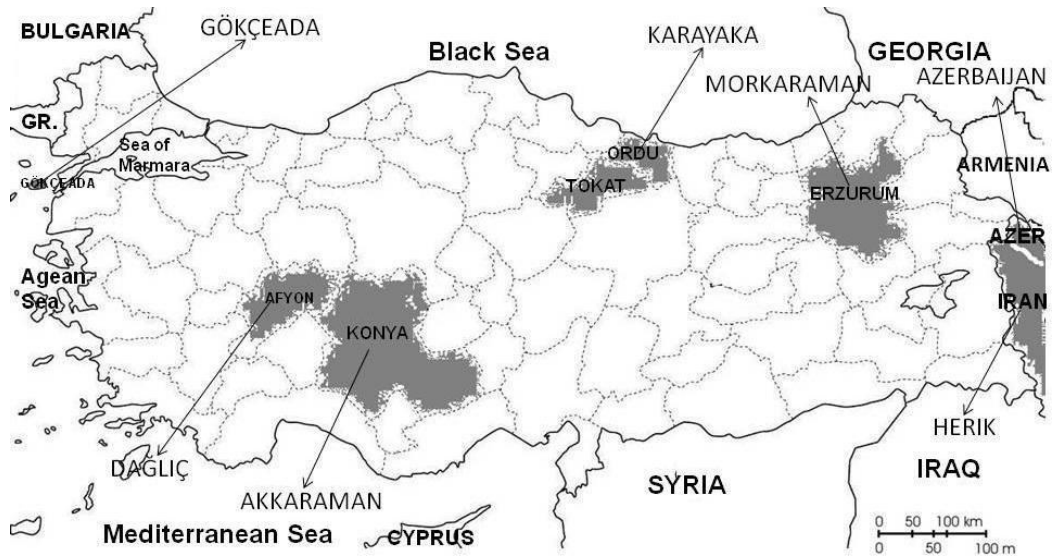 BULGARIA
GÖKÇEADA
Black Sea
KARAYAKA
GEORGIA
MORKARAMAN
AZERBAIJAN
GR.
Sea of
Marmara
ORDU
TOKAT
ERZURUM
ARMENIA
GÖKÇEADA
AZER
Agean
Sea
AFYON
KONYA
IRAN
HERIK
DAGLIÇ
AKKARAMAN
SYRIA
IRAQ
Mediterranean Sea
CYPRUS
0 50 100 km
0 50 100 m